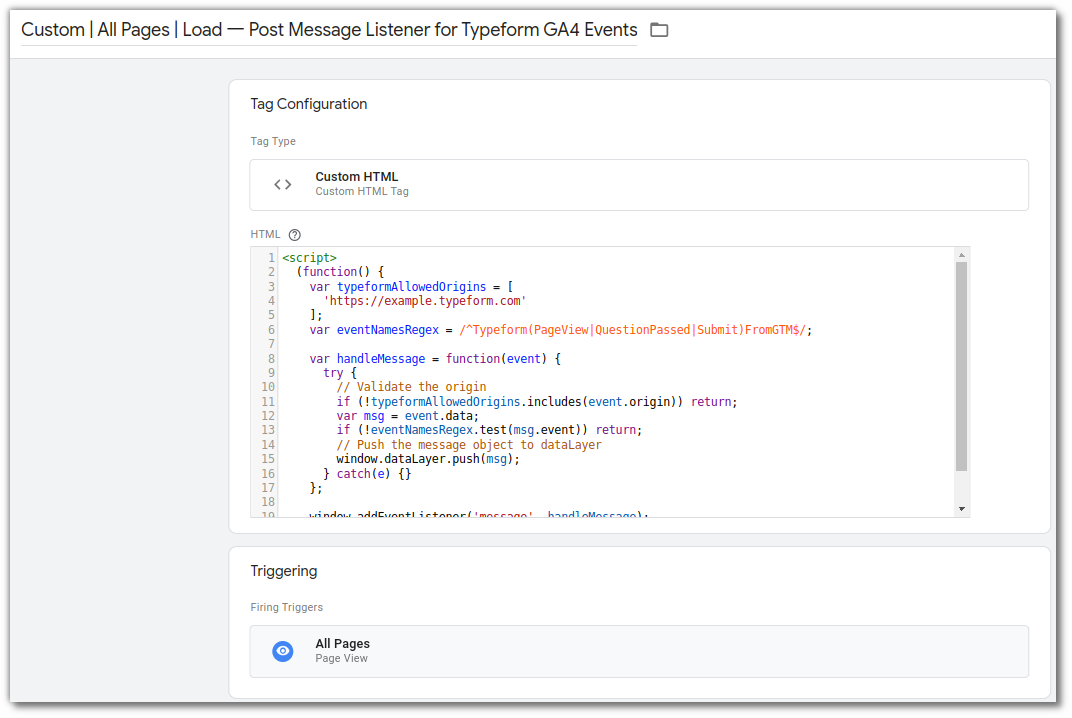 Custom | All Pages | Load — Post Message Listener for Typeform GA4 Events
Tag Configuration
Tag Type
Custom HTML
Custom HTML Tag
HTML
1 <script>
2 (function() {
3 var typeformAllowedOrigins = [
4 'https://example.typeform.com'
5 ];
6 var eventNamesRegex = /^Typeform(PageView|QuestionPassed|Submit)FromGTM$/;
7
8 var handleMessage = function(event) {
9 try {
10 // Validate the origin
11 if (!typeformAllowedOrigins.includes(event.origin)) return;
12 var msg = event.data;
13 if (!eventNamesRegex.test(msg.event)) return;
14 // Push the message object to dataLayer
15 window.dataLayer.push(msg);
16 } catch(e) {}
17 };
18
19 window.addEventListener('message', handleMessage);
Triggering
Firing Triggers
All Pages
Page View